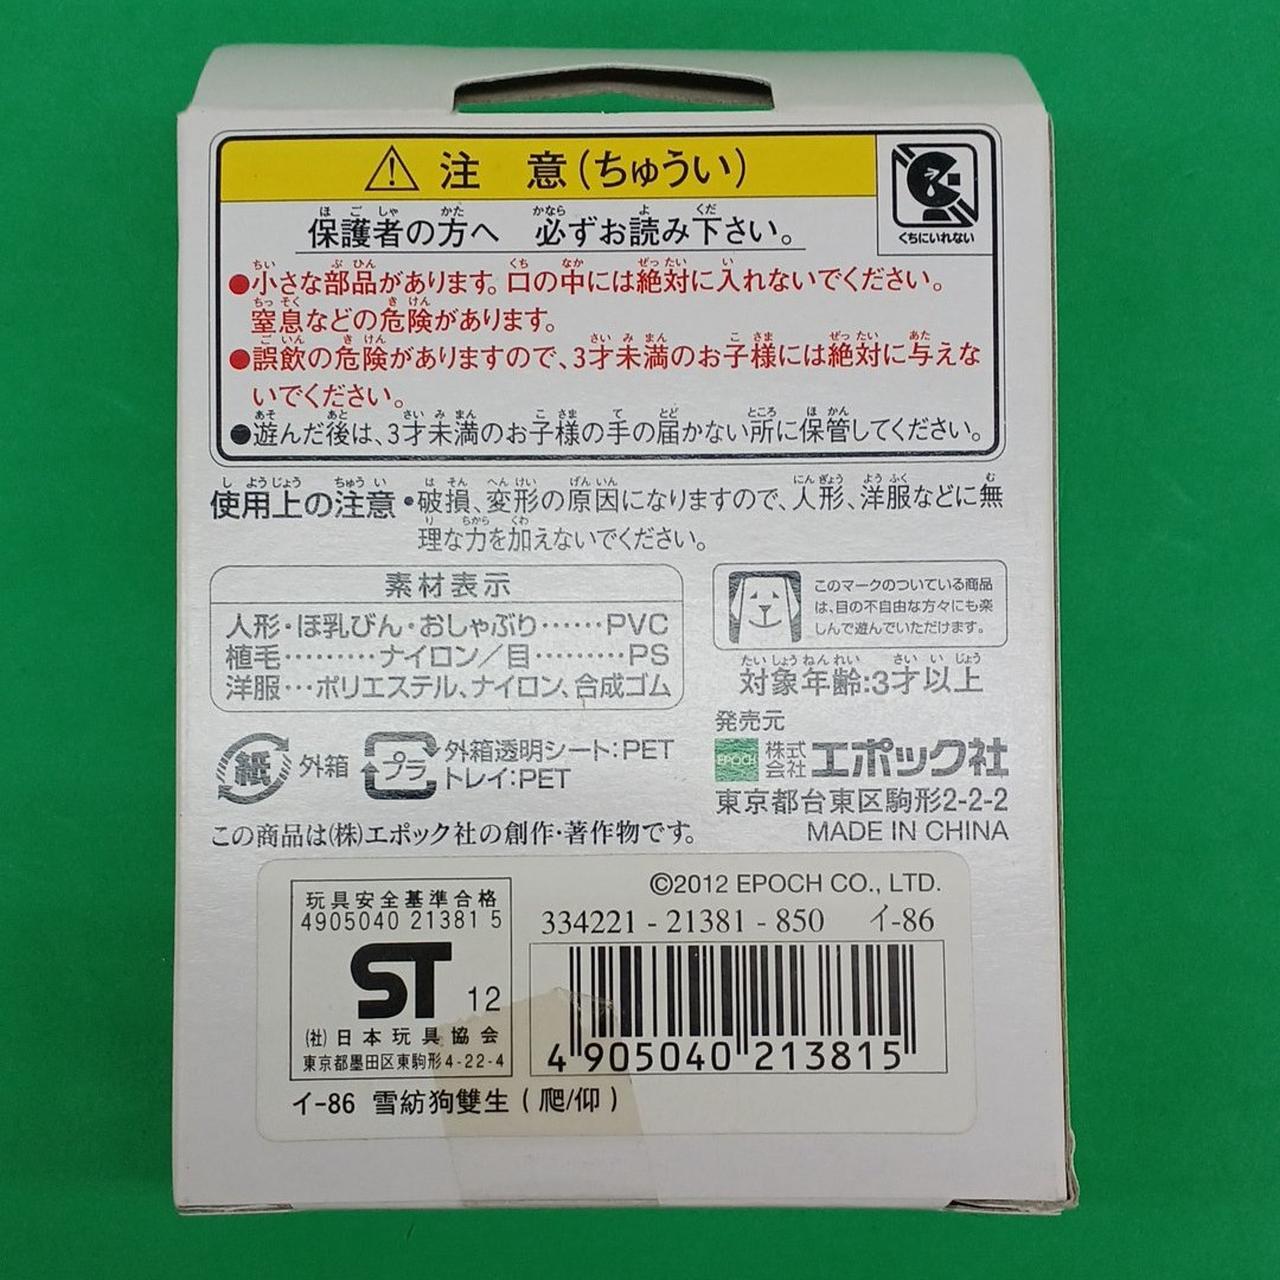 注 意(ちゅうい)
くちにいれない
保護者の方へ 必ずお読み下さい。
●小さな部品があります。口の中には絶対に入れないでください。
窒息などの危険があります。
●誤飲の危険がありますので、3才未満のお子様には絶対に与えな
いでください。
●遊んだ後は、3才未満のお子様の手の届かない所に保管してください。
使用上の注意・破損、変形の原因になりますので、人形、洋服などに無
理な力を加えないでください。
素材表示
人形・ほ乳びん・おしゃぶり……PVC
植毛………ナイロン/目………PS
洋服…ポリエステル、ナイロン、合成ゴム
このマークのついている商品
は、目の不自由な方々にも楽
しんで遊んでいただけます。
対象年齢:3才以上
発売元
EPOCH 株式会社 エポック社
東京都台東区駒形2-2-2
MADE IN CHINA
紙 外箱 プラ 外箱透明シート:PET
トレイ:PET
この商品は(株)エポック社の創作・著作物です。
©2012 EPOCH CO., LTD.
334221 - 21381 - 850 イ-86
玩具安全基準合格
4905040 21381 5
ST 12
(社)日本玩具協会
東京都墨田区東駒形4-22-4
4 905040 213815
イ-86 雪紡狗雙生(爬/仰)